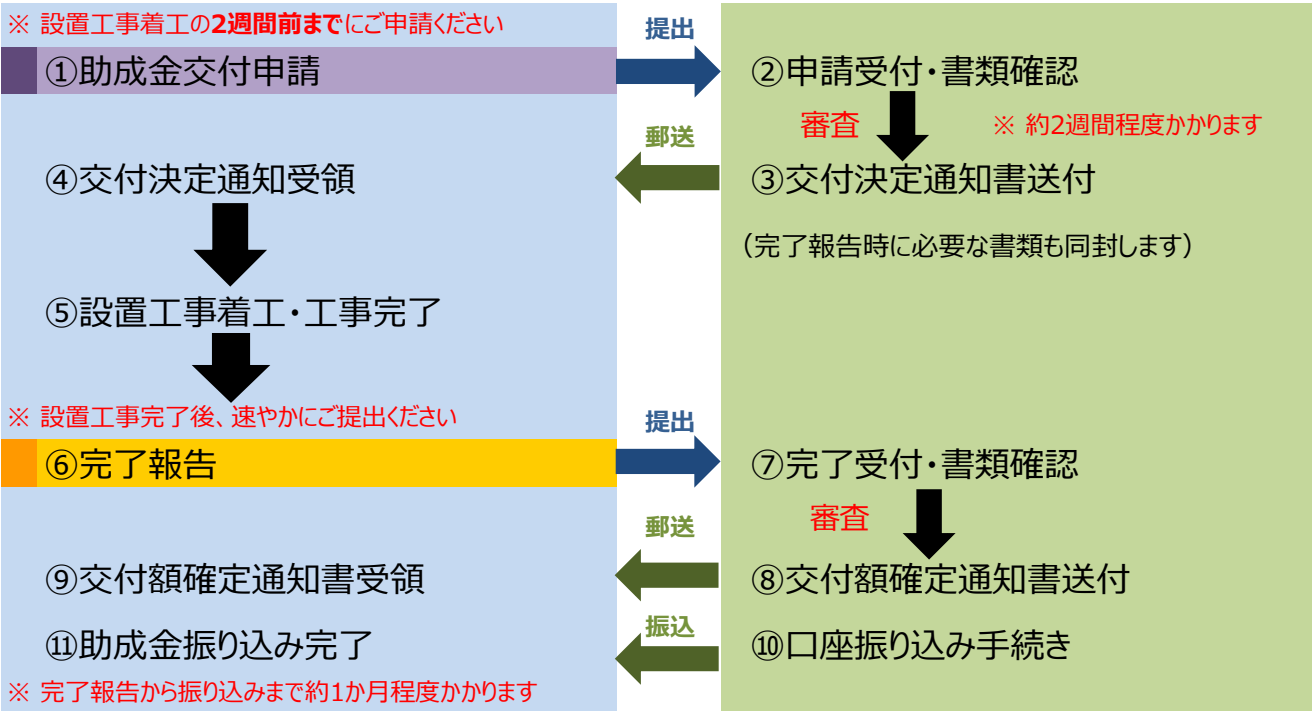 ※ 設置工事着工の2週間前までにご申請ください
提出
①助成金交付申請
②申請受付・書類確認
審査
※ 約2週間程度かかります
郵送
④交付決定通知受領
③交付決定通知書送付
（完了報告時に必要な書類も同封します）
⑤設置工事着工・工事完了
※ 設置工事完了後、速やかにご提出ください
提出
⑥完了報告
⑦完了受付・書類確認
審査
郵送
⑨交付額確定通知書受領
⑧交付額確定通知書送付
振込
⑪助成金振り込み完了
⑩口座振り込み手続き
※ 完了報告から振り込みまで約1か月程度かかります